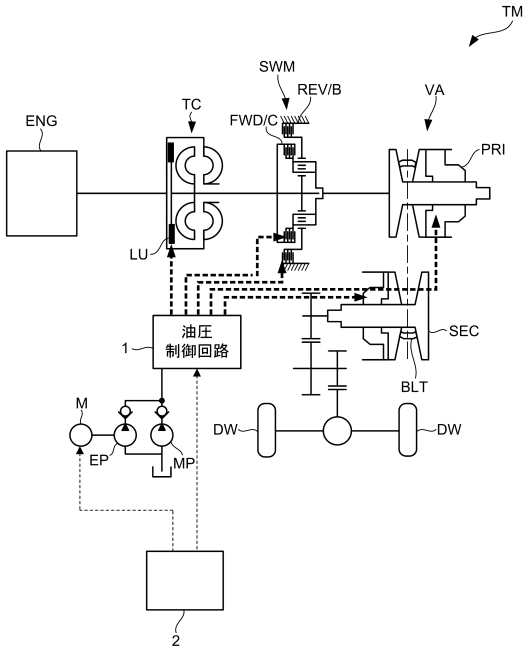 TM
SWM
REV/B
VA
TC
FWD/C
ENG
PRI
LU
油圧
制御回路
1
SEC
BLT
M
DW
DW
EP
MP
2